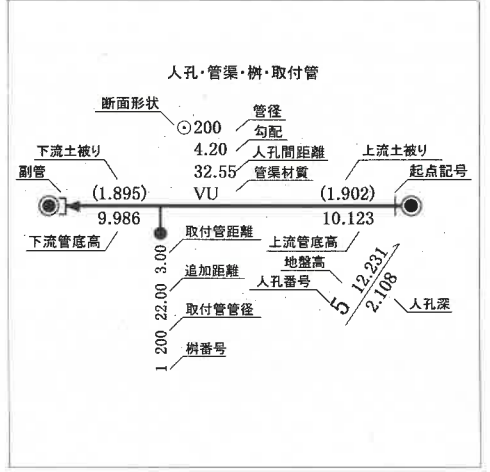 人孔・管渠・桝・取付管
断面形状
⊙200 管径
4.20 勾配
下流土被り 32.55 人孔間距離 上流土被り
副管 (1.895) VU 管渠材質 (1.902) 起点記号
9.986 10.123
下流管底高 取付管距離 上流管底高
3.00
地盤高 12.231
追加距離 人孔番号 5 2.108 人孔深
22.00
取付管管径
200
桝番号
1